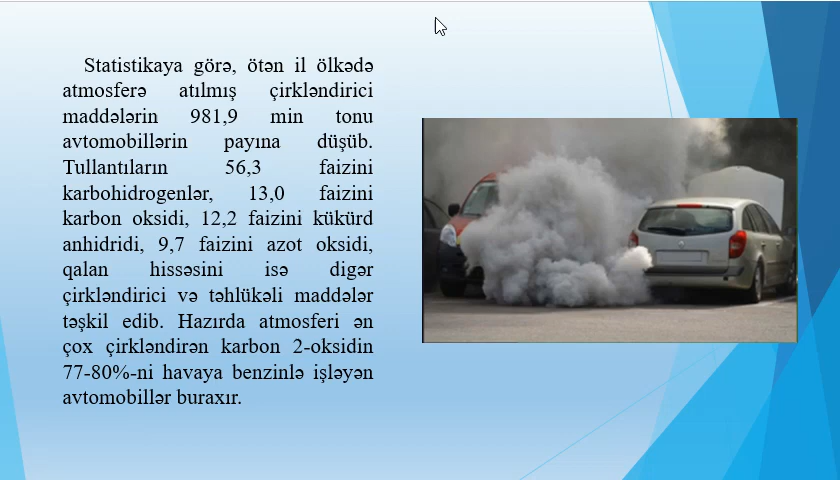 Statistikaya görə, ötən il ölkədə
atmosferə atılmış çirkləndirici
maddələrin 981,9 min tonu
avtomobillərin payına düşüb.
Tullantıların 56,3 faizini
karbohidrogenlər, 13,0 faizini
karbon oksidi, 12,2 faizini kükürd
anhidridi, 9,7 faizini azot oksidi,
qalan hissəsini isə digər
çirkləndirici və təhlükəli maddələr
təşkil edib. Hazırda atmosferi ən
çox çirkləndirən karbon 2-oksidin
77-80%-ni havaya benzinlə işləyən
avtomobillər buraxır.